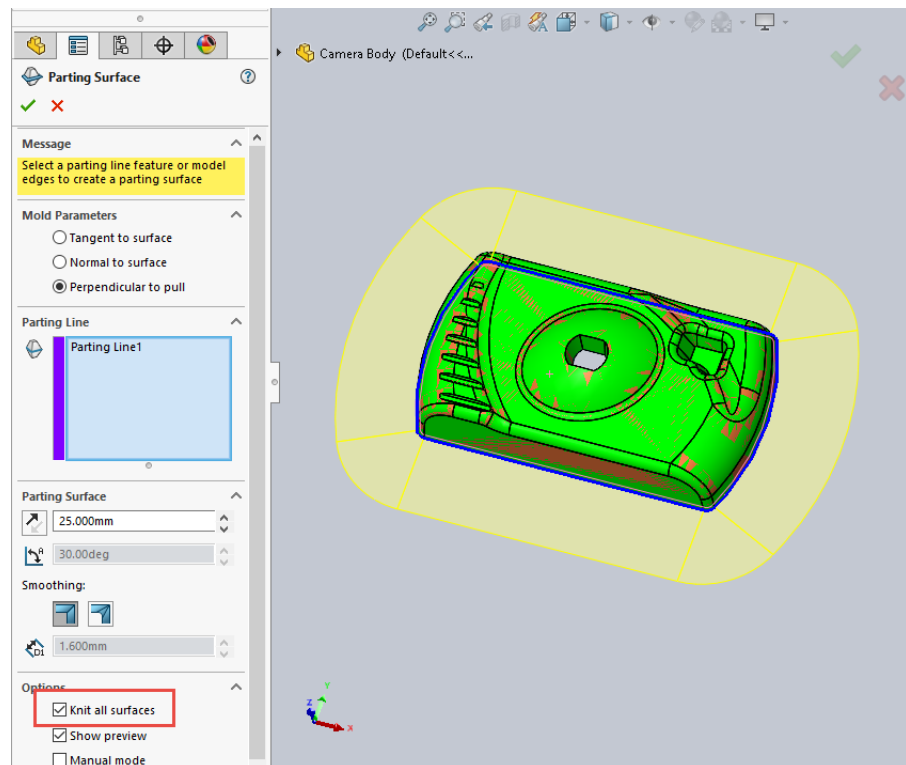 Camera Body (Default<<...
Parting Surface
Message
Select a parting line feature or model
edges to create a parting surface
Mold Parameters
Tangent to surface
Normal to surface
Perpendicular to pull
Parting Line
Parting Line1
Parting Surface
25.000mm
A
30.00deg
Smoothing:
D1
1.600mm
Options
Knit all surfaces
Show preview
Manual mode
Y
Z
X